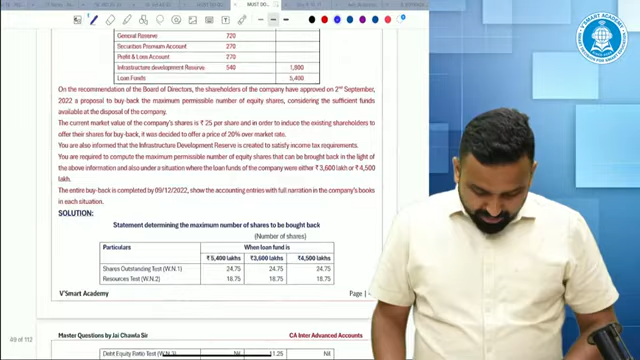 MUST DO...
V'SMART ACADEMY
General Reserve 720
Securities Premium Account 270
Profit & Loss Account 270
Infrastructure development Reserve 540 1,800
Loan Funds 5,400
On the recommendation of the Board of Directors, the shareholders of the company have approved on 2nd September,
2022 a proposal to buy-back the maximum permissible number of equity shares, considering the sufficient funds
available at the disposal of the company.
The current market value of the company's shares is ₹ 25 per share and in order to induce the existing shareholders to
offer their shares for buy-back, it was decided to offer a price of 20% over market rate.
You are also informed that the Infrastructure Development Reserve is created to satisfy income tax requirements.
You are required to compute the maximum permissible number of equity shares that can be brought back in the light of
the above information and also under a situation where the loan funds of the company were either ₹ 3,600 lakh or ₹ 4,500
lakh.
The entire buy-back is completed by 09/12/2022, show the accounting entries with full narration in the company's books
in each situation.
SOLUTION:
Statement determining the maximum number of shares to be bought back
(Number of shares)
Particulars When loan fund is
₹ 5,400 lakhs ₹ 3,600 lakhs ₹ 4,500 lakhs
Shares Outstanding Test (W.N.1) 24.75 24.75 24.75
Resources Test (W.N.2) 18.75 18.75 18.75
V'Smart Academy Page |
49 of 112
Master Questions by Jai Chawla Sir CA Inter Advanced Accounts
Debt Equity Ratio Test (W.N.3) Nil 11.25 Nil